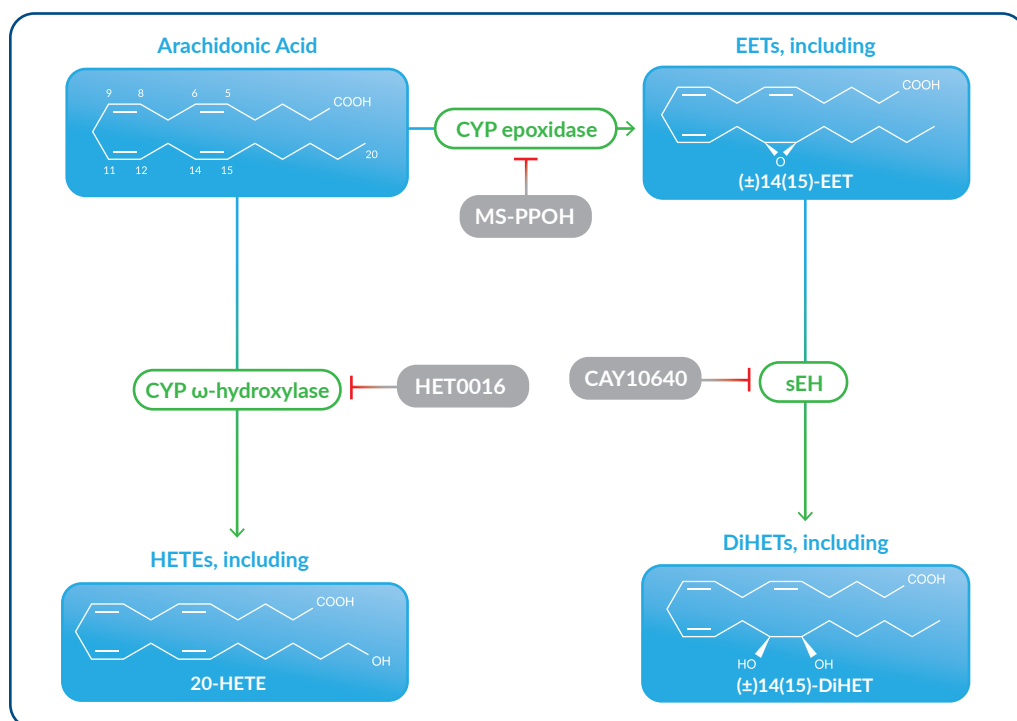 Arachidonic Acid
EETs, including
9 8 6 5
COOH
20
11 12 14 15
CYP epoxidase
COOH
O
(±)14(15)-EET
MS-PPOH
CYP ω-hydroxylase
HET0016
CAY10640
sEH
HETEs, including
DiHETs, including
COOH
OH
20-HETE
COOH
HO OH
(±)14(15)-DiHET